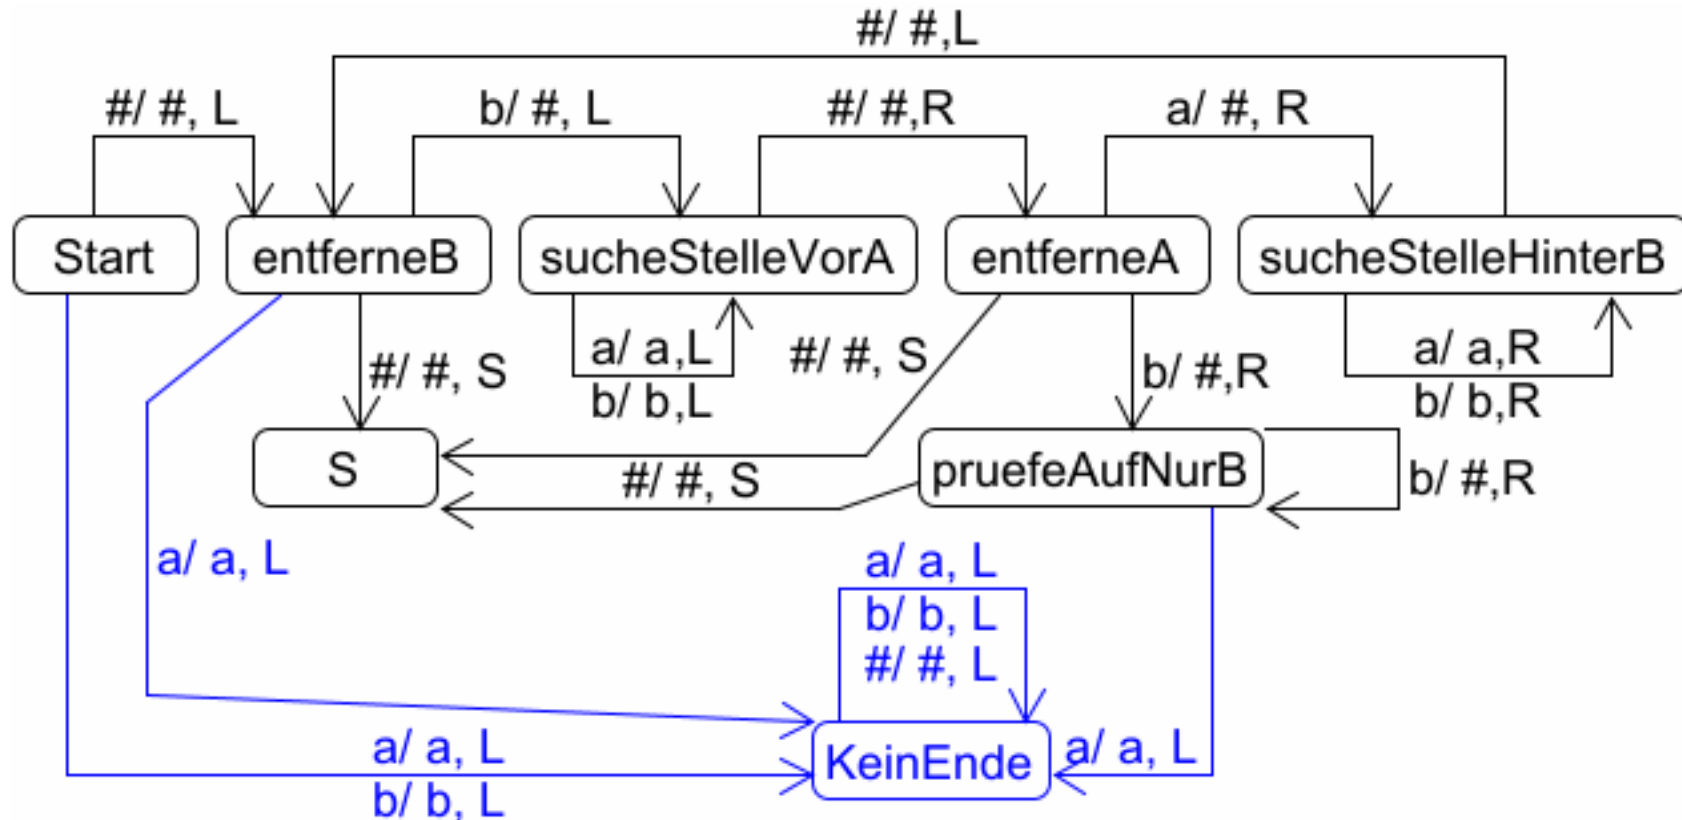 #/ #,L
#/ #, L
b/ #, L
#/ #,R
a/ #, R
Start
entferneB
sucheStelleVorA
entferneA
sucheStelleHinterB
#/ #, S
a/ a,L
b/ b,L
#/ #, S
b/ #,R
a/ a,R
b/ b,R
S
#/ #, S
pruefeAufNurB
b/ #,R
a/ a, L
a/ a, L
b/ b, L
#/ #, L
a/ a, L
b/ b, L
KeinEnde
a/ a, L